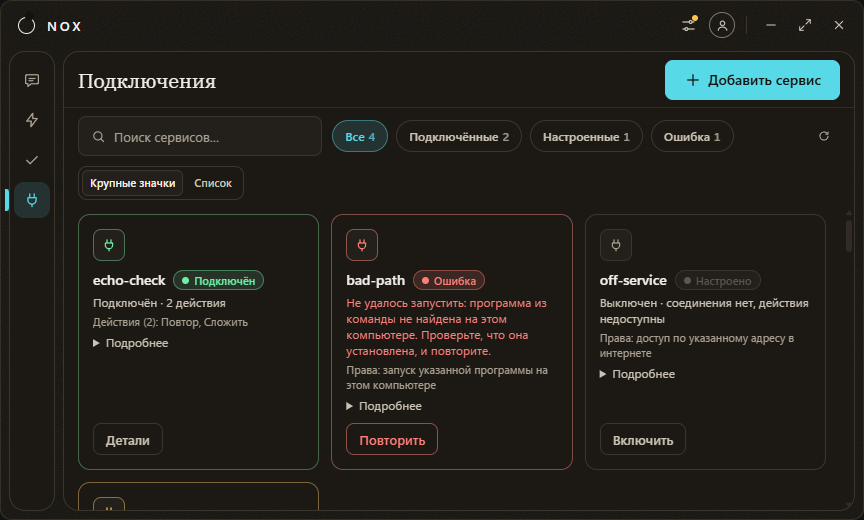 NOX
Подключения
Добавить сервис
Поиск сервисов...
Все 4
Подключённые 2
Настроенные 1
Ошибка 1
Крупные значки
Список
echo-check
Подключён
Подключён · 2 действия
Действия (2): Повтор, Сложить
Подробнее
Детали
bad-path
Ошибка
Не удалось запустить: программа из
команды не найдена на этом
компьютере. Проверьте, что она
установлена, и повторите.
Права: запуск указанной программы на
этом компьютере
Подробнее
Повторить
off-service
Настроено
Выключен · соединения нет, действия
недоступны
Права: доступ по указанному адресу в
интернете
Подробнее
Включить